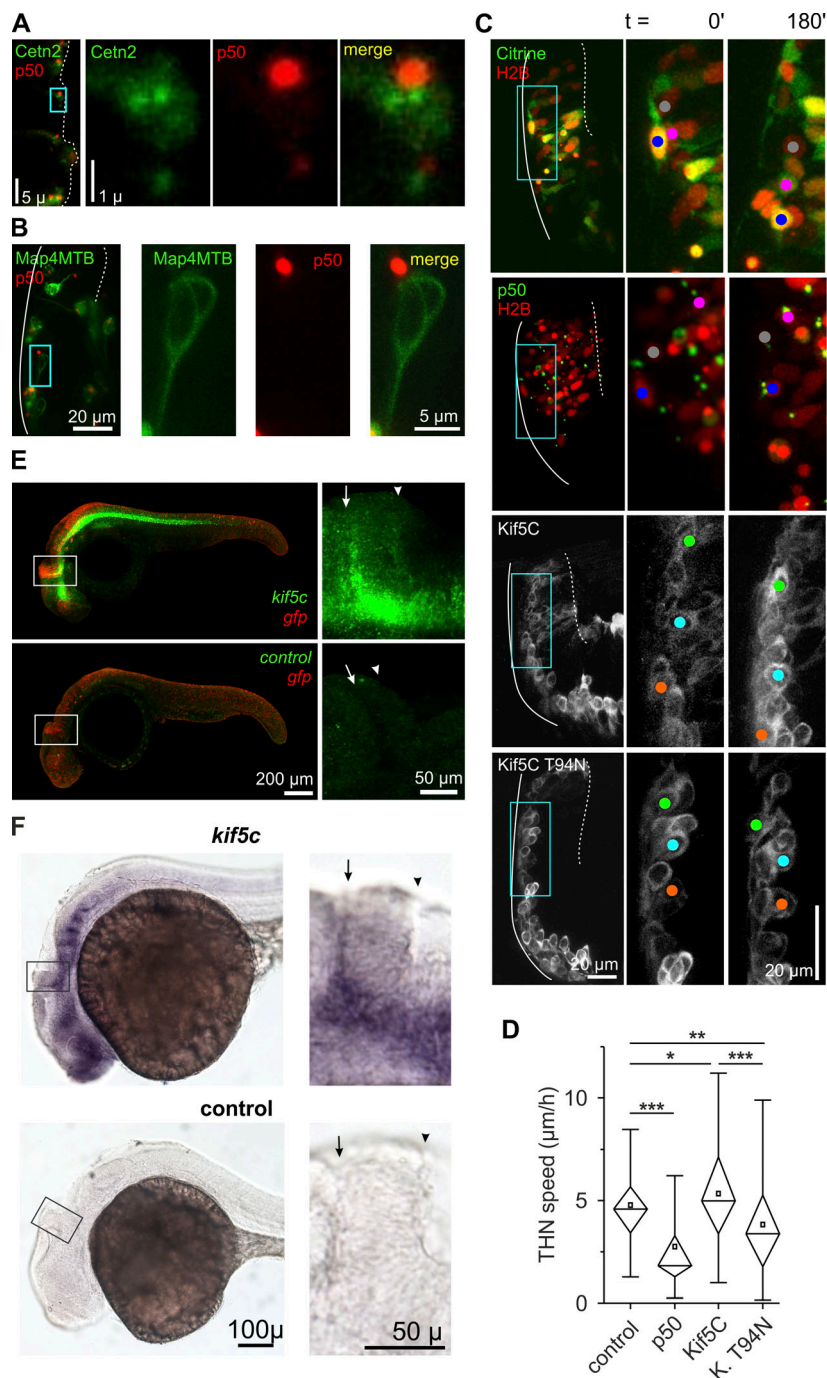 A
Cetn2
p50
5 µ
Cetn2
1 µ
p50
merge
B
Map4MTB
p50
20 µm
Map4MTB
p50
merge
5 µm
C
t = 0' 180'
Citrine
H2B
p50
H2B
Kif5C
Kif5C T94N
20 µm
20 µm
D
** 
* ***
***
THN speed (µm/h)
10
5
0
control
p50
Kif5C
K. T94N
E
kif5c
gfp
control
gfp
200 µm
50 µm
F
kif5c
control
100µ
50 µ